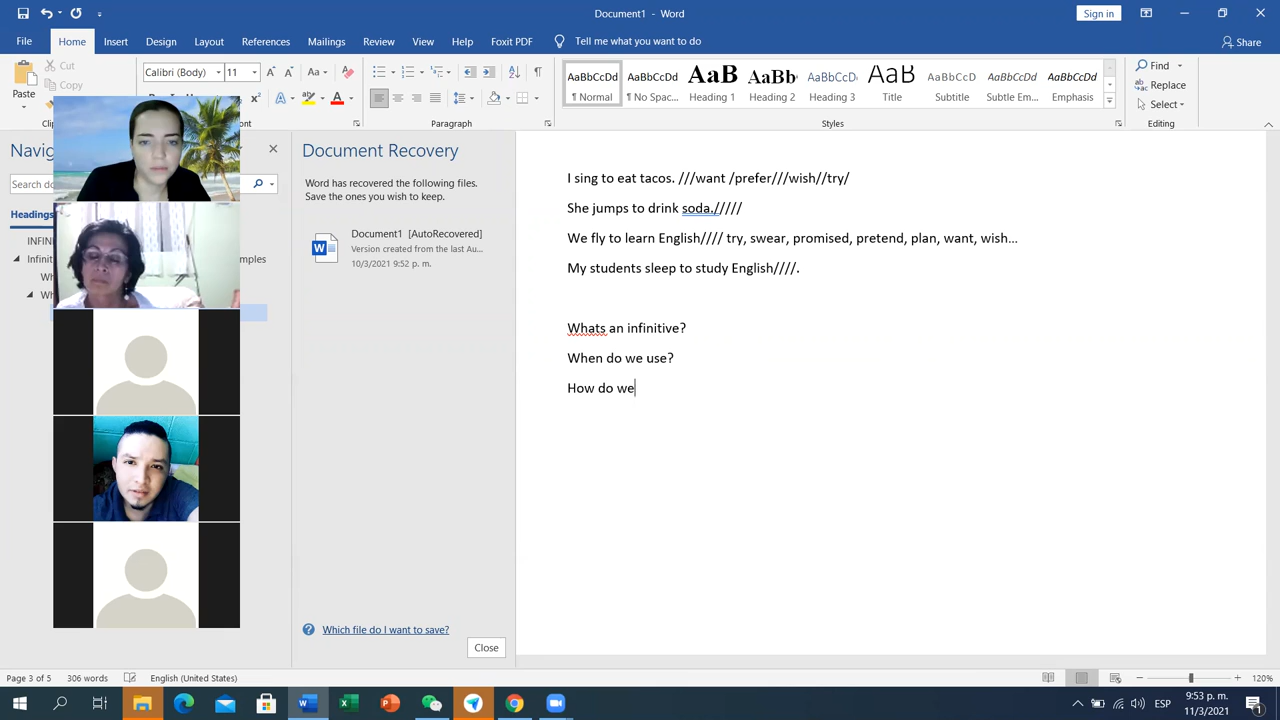 Document1 - Word
Sign in
File Home Insert Design Layout References Mailings Review View Help Foxit PDF Tell me what you want to do Share
Paste Cut Copy
Calibri (Body) 11
AaBbCcDd AaBbCcDd AaB AaBb AaBbCcD AaB AaBbCcD AaBbCcDd AaBbCcDd
¶ Normal ¶ No Spac... Heading 1 Heading 2 Heading 3 Title Subtitle Subtle Em... Emphasis
Find
Replace
Select
Paragraph Styles Editing
Search do
Headings
Document Recovery
Word has recovered the following files.
Save the ones you wish to keep.
Document1 [AutoRecovered]
Version created from the last Au...
10/3/2021 9:52 p. m.
Which file do I want to save?
Close
I sing to eat tacos. ///want /prefer///wish//try/
She jumps to drink soda./////
We fly to learn English//// try, swear, promised, pretend, plan, want, wish...
My students sleep to study English////.
Whats an infinitive?
When do we use?
How do we
Page 3 of 5 306 words English (United States) 120%
ESP 9:53 p. m.
11/3/2021